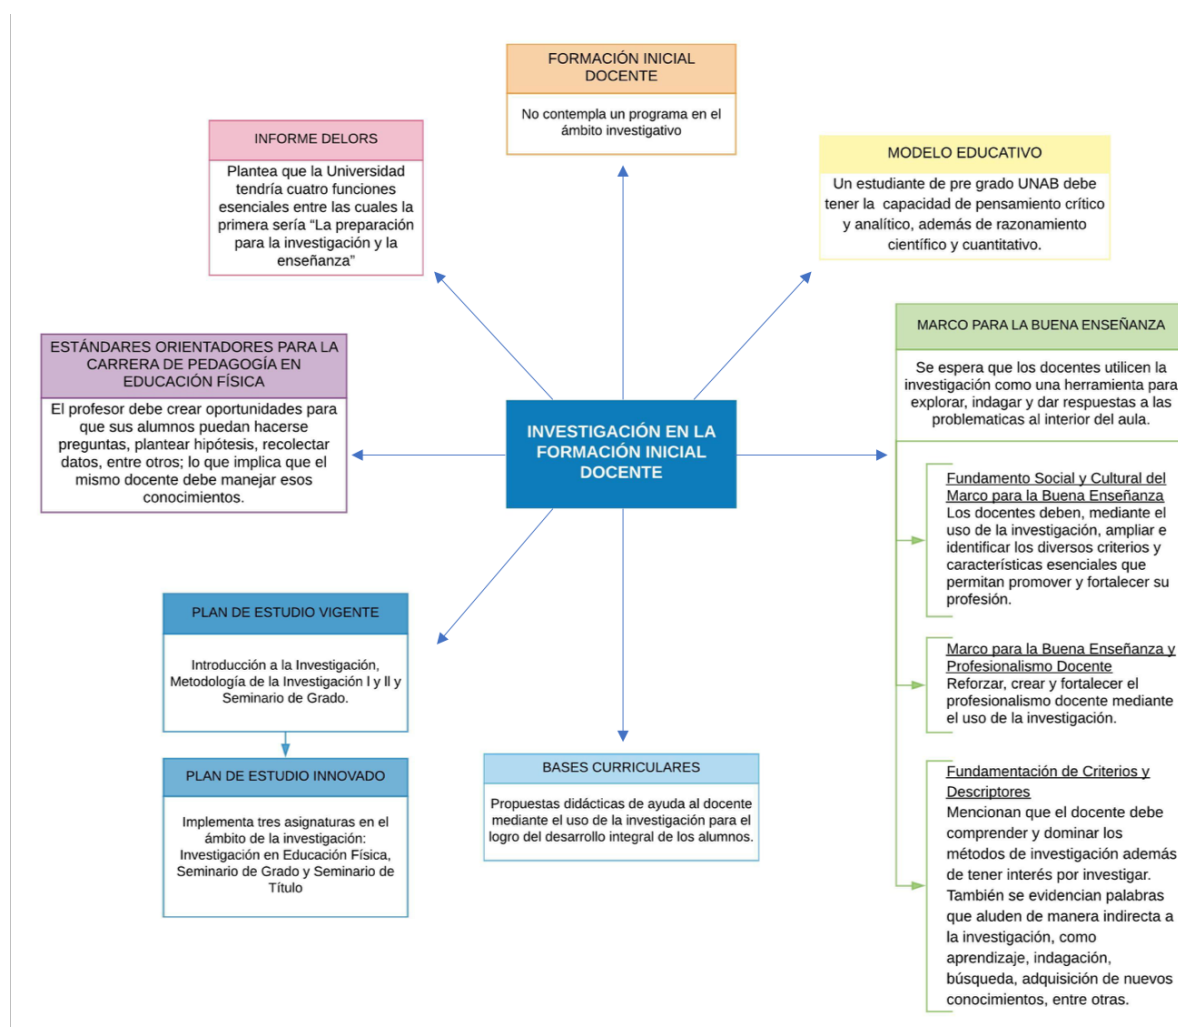 FORMACIÓN INICIAL
DOCENTE
No contempla un programa en el
ámbito investigativo
INFORME DELORS
Plantea que la Universidad
tendría cuatro funciones
esenciales entre las cuales la
primera sería “La preparación
para la investigación y la
enseñanza”
MODELO EDUCATIVO
Un estudiante de pre grado UNAB debe
tener la capacidad de pensamiento crítico
y analítico, además de razonamiento
científico y cuantitativo.
ESTÁNDARES ORIENTADORES PARA LA
CARRERA DE PEDAGOGÍA EN
EDUCACIÓN FÍSICA
El profesor debe crear oportunidades para
que sus alumnos puedan hacerse
preguntas, plantear hipótesis, recolectar
datos, entre otros; lo que implica que el
mismo docente debe manejar esos
conocimientos.
INVESTIGACIÓN EN LA
FORMACIÓN INICIAL
DOCENTE
MARCO PARA LA BUENA ENSEÑANZA
Se espera que los docentes utilicen la
investigación como una herramienta para
explorar, indagar y dar respuestas a las
problematicas al interior del aula.
Fundamento Social y Cultural del
Marco para la Buena Enseñanza
Los docentes deben, mediante el
uso de la investigación, ampliar e
identificar los diversos criterios y
características esenciales que
permitan promover y fortalecer su
profesión.
Marco para la Buena Enseñanza y
Profesionalismo Docente
Reforzar, crear y fortalecer el
profesionalismo docente mediante
el uso de la investigación.
Fundamentación de Criterios y
Descriptores
Mencionan que el docente debe
comprender y dominar los
métodos de investigación además
de tener interés por investigar.
También se evidencian palabras
que aluden de manera indirecta a
la investigación, como
aprendizaje, indagación,
búsqueda, adquisición de nuevos
conocimientos, entre otras.
PLAN DE ESTUDIO VIGENTE
Introducción a la Investigación,
Metodología de la Investigación I y II y
Seminario de Grado.
PLAN DE ESTUDIO INNOVADO
Implementa tres asignaturas en el
ámbito de la investigación:
Investigación en Educación Física,
Seminario de Grado y Seminario de
Título
BASES CURRICULARES
Propuestas didácticas de ayuda al docente
mediante el uso de la investigación para el
logro del desarrollo integral de los alumnos.